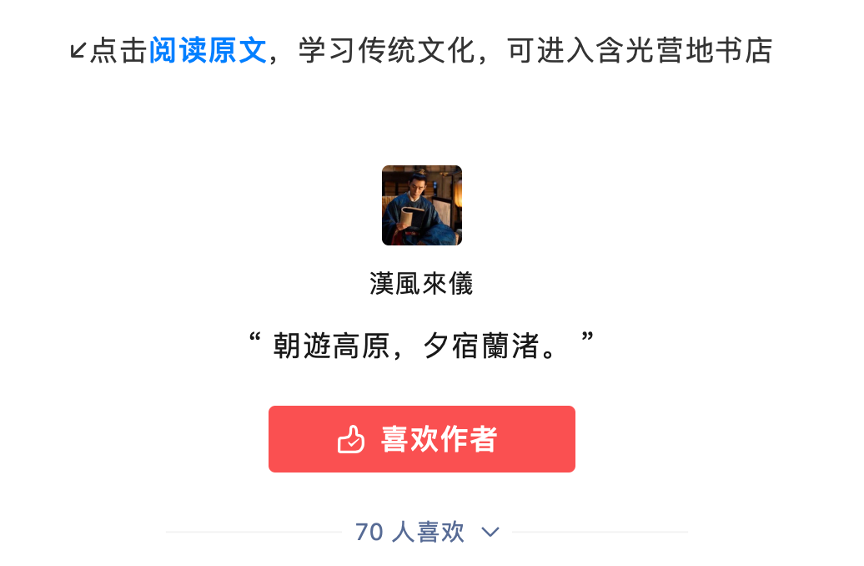 ↙点击阅读原文，学习传统文化，可进入含光营地书店
漢風來儀
“ 朝遊高原，夕宿蘭渚。 ”
喜欢作者
70 人喜欢